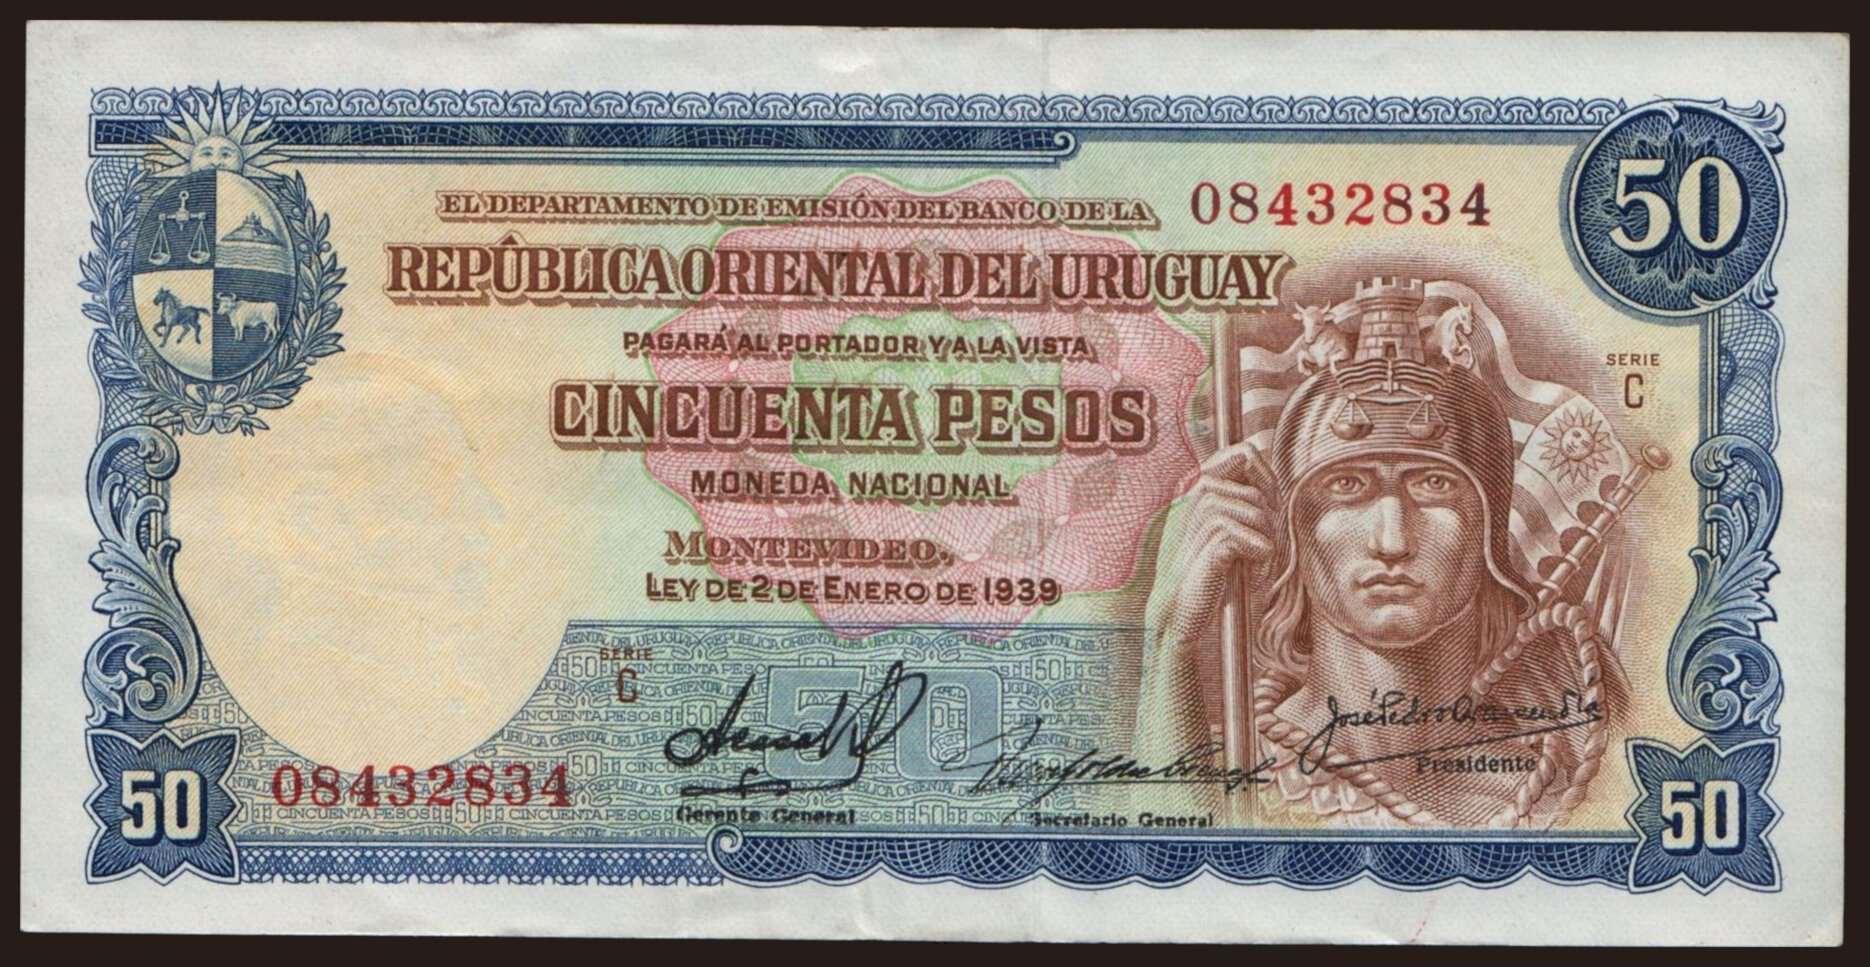 EL DEPARTAMENTO DE EMISIÓN DEL BANCO DE LA
08432834
50
REPÚBLICA ORIENTAL DEL URUGUAY
PAGARÁ AL PORTADOR Y A LA VISTA
SERIE
C
CINCUENTA PESOS
MONEDA NACIONAL
MONTEVIDEO,
LEY DE 2 DE ENERO DE 1939
SERIE
C
50
50
08432834
Gerente General
Secretario General
Presidente
50